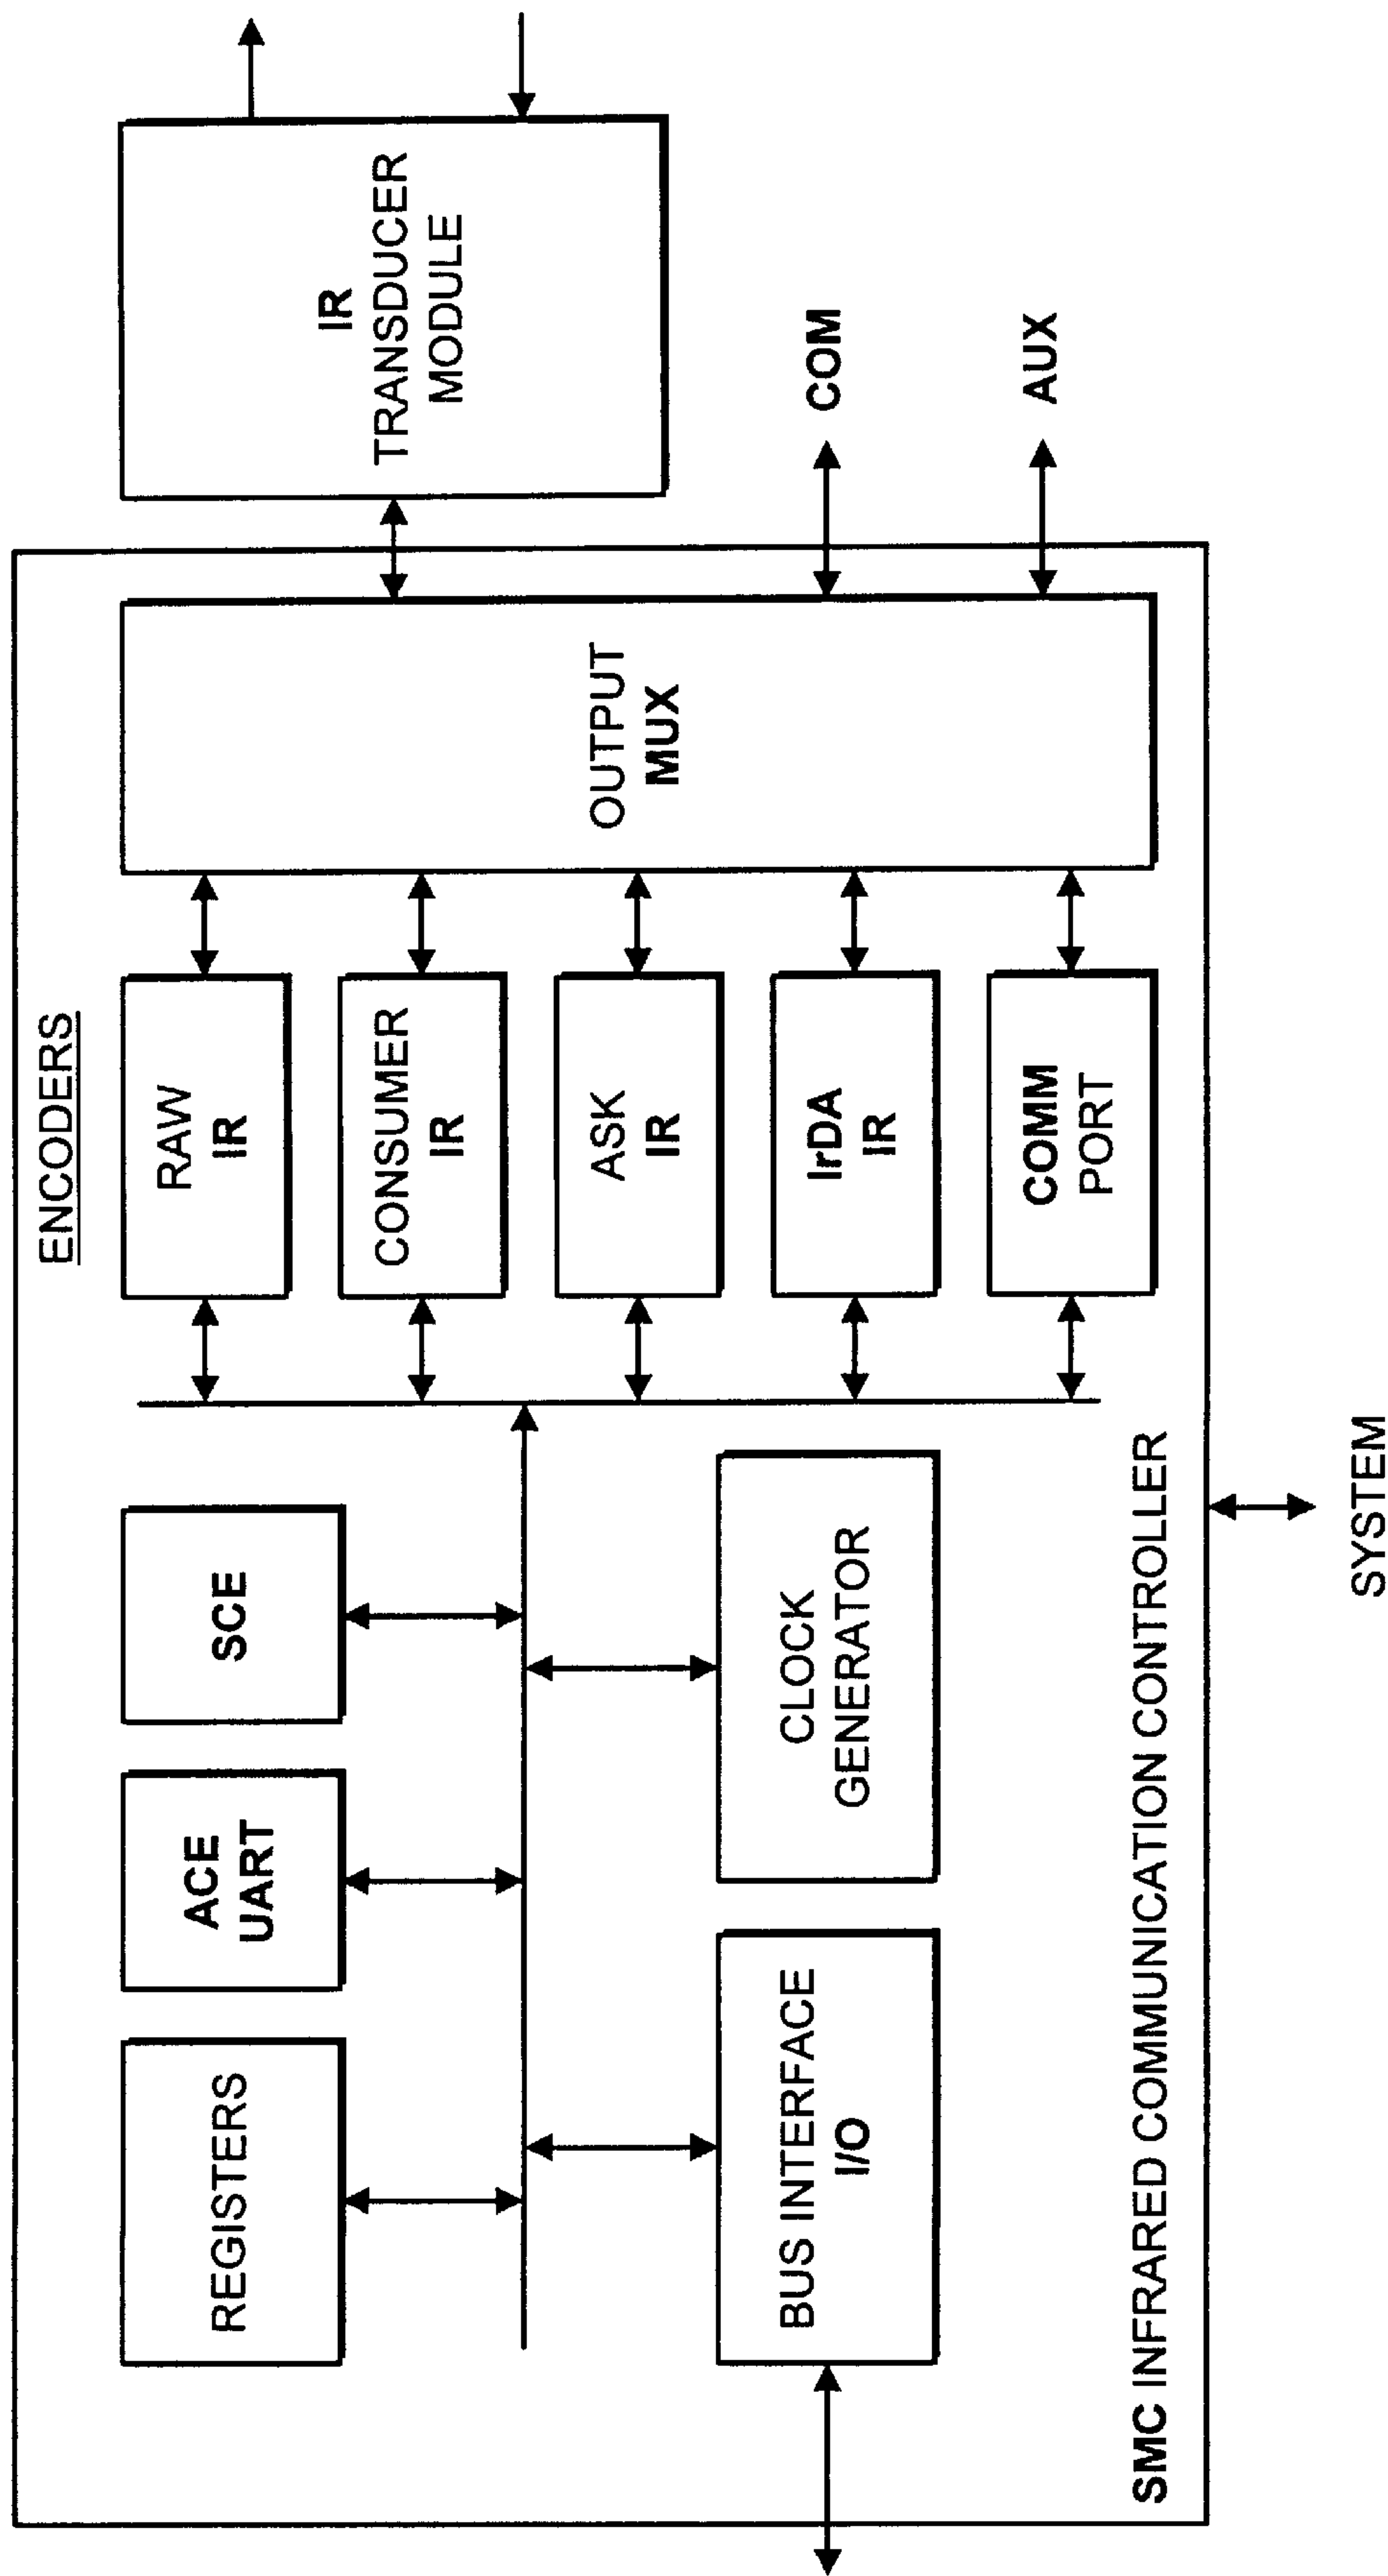 ENCODERS
REGISTERS
ACE
UART
SCE
RAW
IR
CONSUMER
IR
ASK
IR
IrDA
IR
COMM
PORT
OUTPUT
MUX
IR
TRANSDUCER
MODULE
COM
AUX
BUS INTERFACE
I/O
CLOCK
GENERATOR
SMC INFRARED COMMUNICATION CONTROLLER
SYSTEM